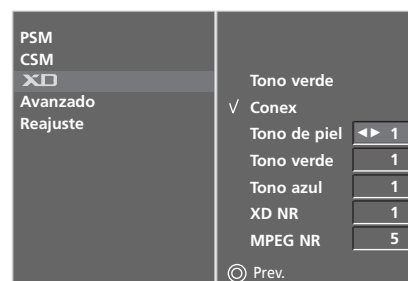 PSM
CSM
XD
Avanzado
Reajuste
Tono verde
√ Conex
Tono de piel ◄► 1
Tono verde 1
Tono azul 1
XD NR 1
MPEG NR 5
Prev.